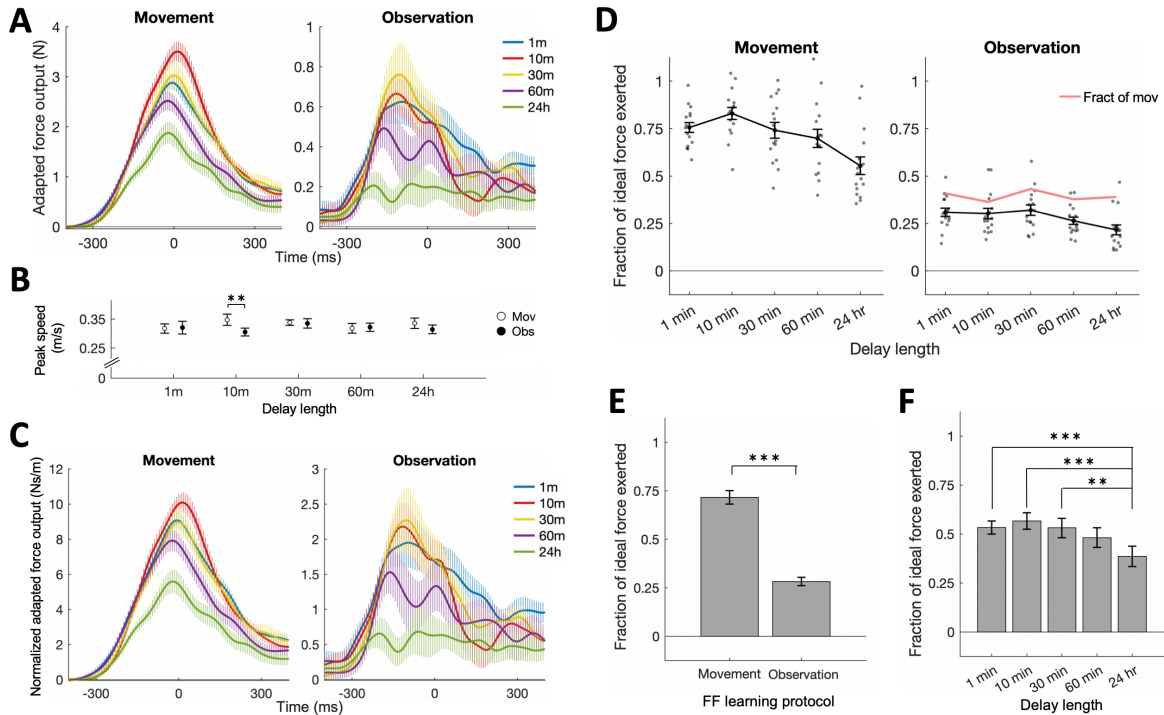 A
Movement
Observation
Adapted force output (N)
4
3
2
1
0
0.8
0.6
0.4
0.2
0
1m
10m
30m
60m
24h
-300 0 300
-300 0 300
Time (ms)
B
Peak speed
(m/s)
0.35
0.25
0
**
Mov
Obs
1m 10m 30m 60m 24h
Delay length
C
Movement
Observation
Normalized adapted force output (Ns/m)
12
10
8
6
4
2
0
3
2.5
2
1.5
1
0.5
0
1m
10m
30m
60m
24h
-300 0 300
-300 0 300
Time (ms)
D
Movement
Observation
Fraction of ideal force exerted
1
0.75
0.5
0.25
0
1
0.75
0.5
0.25
0
Fract of mov
1 min 10 min 30 min 60 min 24 hr
1 min 10 min 30 min 60 min 24 hr
Delay length
E
Fraction of ideal force exerted
1
0.75
0.5
0.25
0
***
Movement Observation
FF learning protocol
F
Fraction of ideal force exerted
1
0.75
0.5
0.25
0
***
***
**
1 min 10 min 30 min 60 min 24 hr
Delay length